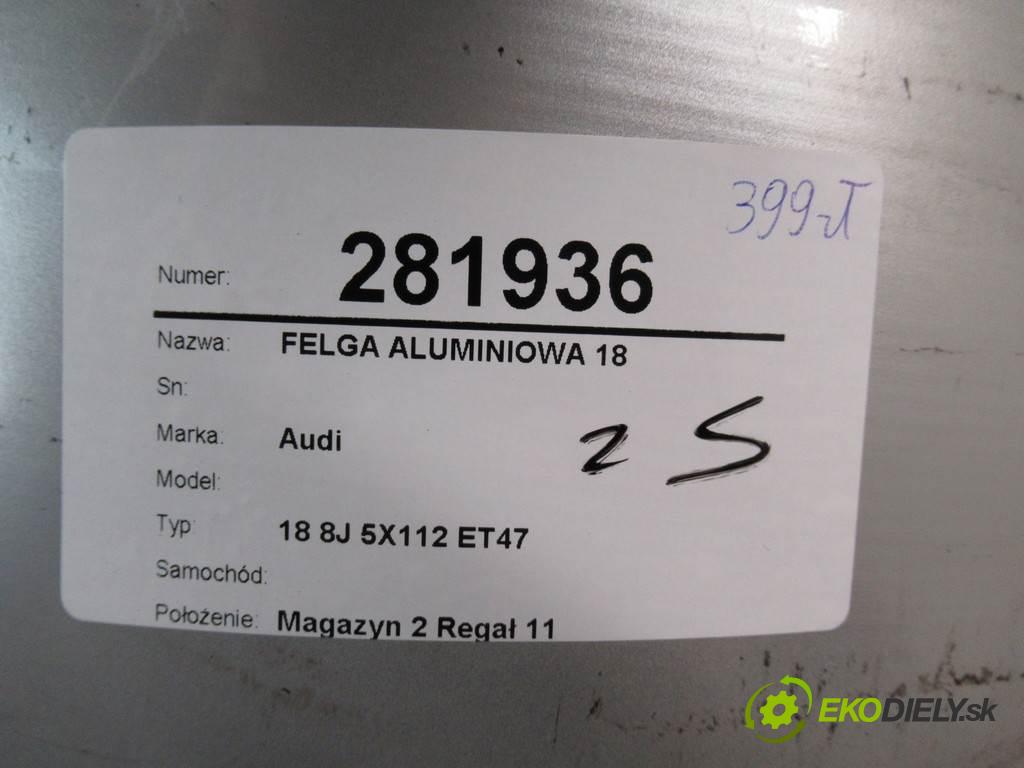 399 zł
Numer: 281936
Nazwa: FELGA ALUMINIOWA 18
Sn:
Marka: Audi
2 S
Model:
Typ 18 8J 5X112 ET47
Samochód:
Położenie: Magazyn 2 Regał 11
EKODIELY.sk